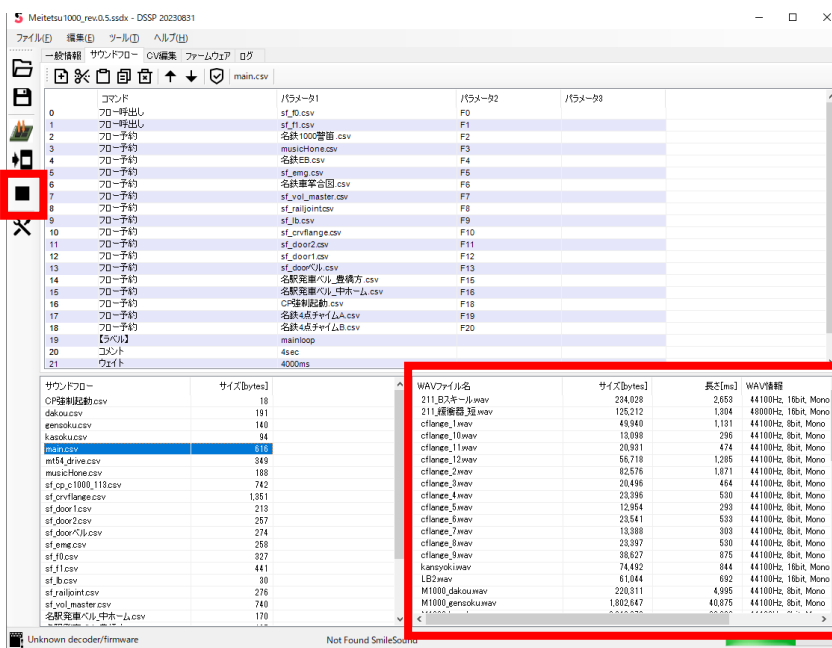 Meitetsu1000_rev.0.5.ssdx - DSSP 20230831
ファイル(F) 編集(E) ツール(T) ヘルプ(H)
一般情報 サウンドフロー CV編集 ファームウェア ログ
main.csv
コマンド パラメータ1 パラメータ2 パラメータ3
0 フロー呼出し sf_f0.csv F0
1 フロー呼出し sf_f1.csv F1
2 フロー予約 名鉄1000警笛.csv F2
3 フロー予約 musicHone.csv F3
4 フロー予約 名鉄EB.csv F4
5 フロー予約 sf_emg.csv F5
6 フロー予約 名鉄車掌合図.csv F6
7 フロー予約 sf_vol_master.csv F7
8 フロー予約 sf_railjoint.csv F8
9 フロー予約 sf_lb.csv F9
10 フロー予約 sf_crvflange.csv F10
11 フロー予約 sf_door2.csv F11
12 フロー予約 sf_door1.csv F12
13 フロー予約 sf_doorベル.csv F13
14 フロー予約 名駅発車ベル_豊橋方.csv F15
15 フロー予約 名駅発車ベル_中ホーム.csv F16
16 フロー予約 CP強制起動.csv F18
17 フロー予約 名鉄4点チャイムA.csv F19
18 フロー予約 名鉄4点チャイムB.csv F20
19 【ラベル】 mainloop
20 コメント 4sec
21 ウェイト 4000ms
サウンドフロー サイズ[bytes]
CP強制起動.csv 18
dakou.csv 191
gensoku.csv 140
kasoku.csv 94
main.csv 616
mt54_drive.csv 349
musicHone.csv 188
sf_cp_c1000_113.csv 742
sf_crvflange.csv 1,351
sf_door1.csv 213
sf_door2.csv 257
sf_doorベル.csv 274
sf_emg.csv 258
sf_f0.csv 327
sf_f1.csv 441
sf_lb.csv 30
sf_railjoint.csv 276
sf_vol_master.csv 740
名駅発車ベル_中ホーム.csv 170
WAVファイル名 サイズ[bytes] 長さ[ms] WAV情報
211_Bスキール.wav 234,028 2,653 44100Hz, 16bit, Mono
211_緩衝器_短.wav 125,212 1,304 48000Hz, 16bit, Mono
cflange_1.wav 49,940 1,131 44100Hz, 8bit, Mono
cflange_10.wav 13,098 296 44100Hz, 8bit, Mono
cflange_11.wav 20,931 474 44100Hz, 8bit, Mono
cflange_12.wav 56,718 1,285 44100Hz, 8bit, Mono
cflange_2.wav 82,576 1,871 44100Hz, 8bit, Mono
cflange_3.wav 20,496 464 44100Hz, 8bit, Mono
cflange_4.wav 23,396 530 44100Hz, 8bit, Mono
cflange_5.wav 12,954 293 44100Hz, 8bit, Mono
cflange_6.wav 23,541 533 44100Hz, 8bit, Mono
cflange_7.wav 13,388 303 44100Hz, 8bit, Mono
cflange_8.wav 23,397 530 44100Hz, 8bit, Mono
cflange_9.wav 38,627 875 44100Hz, 8bit, Mono
kansyoki.wav 74,492 844 44100Hz, 16bit, Mono
LB2.wav 61,044 692 44100Hz, 16bit, Mono
M1000_dakou.wav 220,311 4,995 44100Hz, 8bit, Mono
M1000_gensoku.wav 1,802,647 40,875 44100Hz, 8bit, Mono
Unknown decoder/firmware Not Found SmileSound